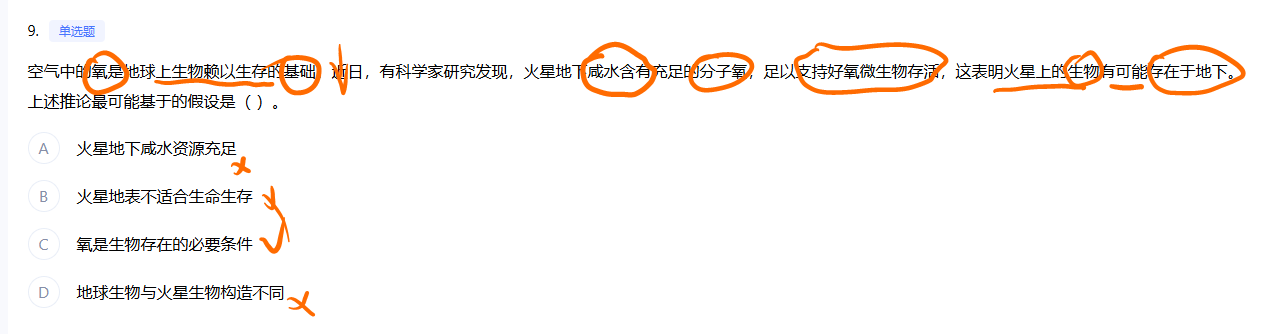 9. 单选题
空气中的氧是地球上生物赖以生存的基础。近日，有科学家研究发现，火星地下咸水含有充足的分子氧，足以支持好氧微生物存活，这表明火星上的生物有可能存在于地下。
上述推论最可能基于的假设是（ ）。
A 火星地下咸水资源充足
B 火星地表不适合生命生存
C 氧是生物存在的必要条件
D 地球生物与火星生物构造不同